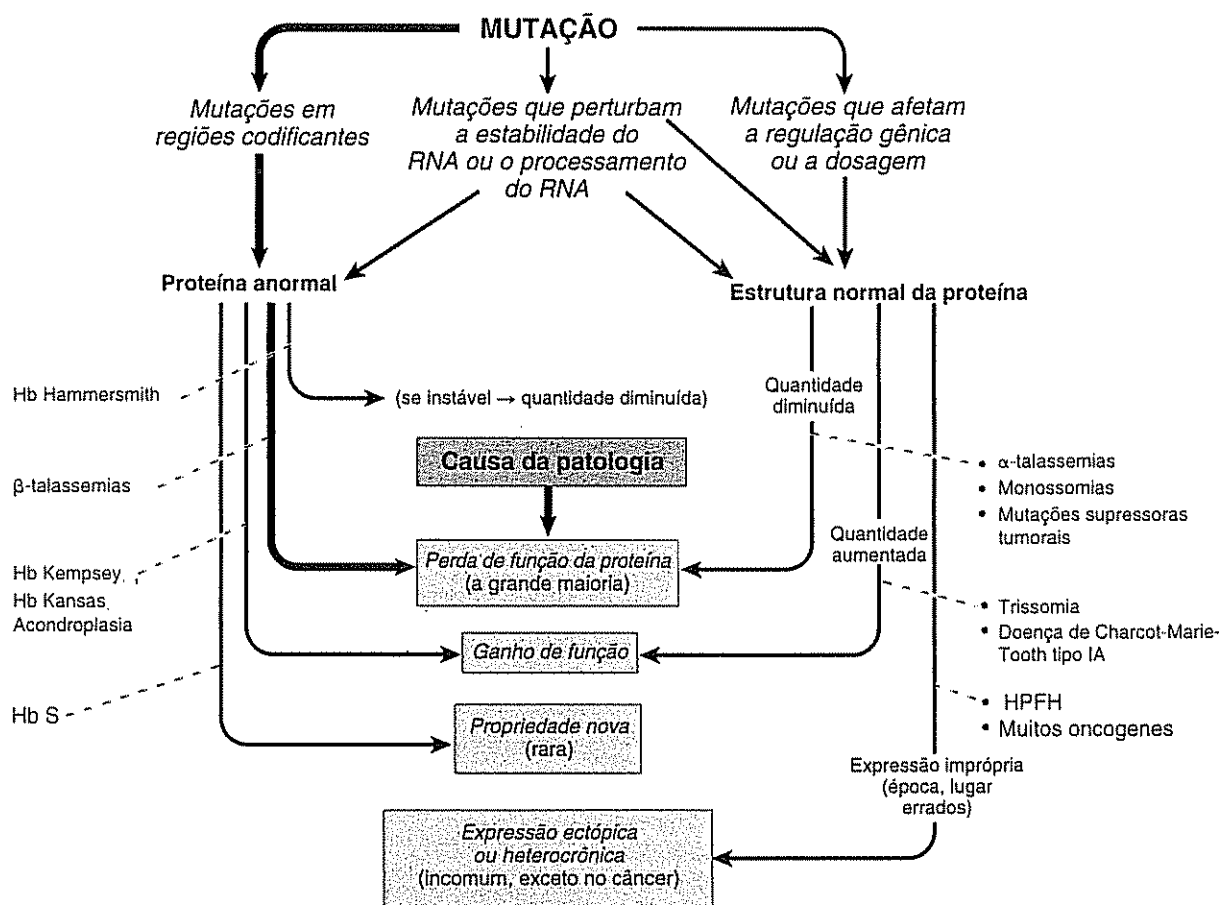 MUTAÇÃO
Mutações em
regiões codificantes
Mutações que perturbam
a estabilidade do
RNA ou o processamento
do RNA
Mutações que afetam
a regulação gênica
ou a dosagem
Proteína anormal
Estrutura normal da proteína
Hb Hammersmith
(se instável → quantidade diminuída)
Quantidade
diminuída
Causa da patologia
β-talassemias
• α-talassemias
• Monossomias
• Mutações supressoras
tumorais
Quantidade
aumentada
Perda de função da proteína
(a grande maioria)
Hb Kempsey
Hb Kansas
Acondroplasia
• Trissomia
• Doença de Charcot-Marie-
Tooth tipo IA
Ganho de função
Hb S
• HPFH
• Muitos oncogenes
Propriedade nova
(rara)
Expressão imprópria
(época, lugar
errados)
Expressão ectópica
ou heterocrônica
(incomum, exceto no câncer)